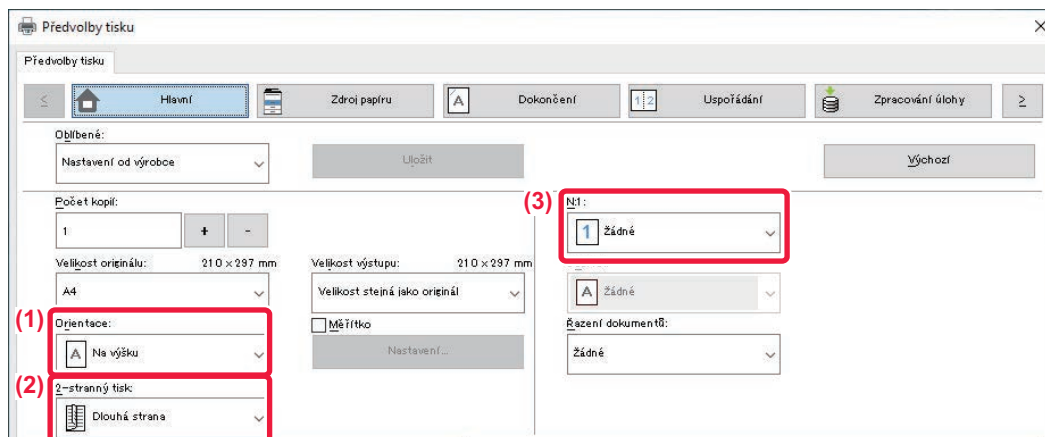 Předvolby tisku
Předvolby tisku
≤ Hlavní Zdroj papíru A Dokončení 1 2 Uspořádání Zpracování úlohy ≥
Oblíbené:
Nastavení od výrobce Uložit Výchozí
Počet kopií: (3) N:1:
1 + - 1 Žádné
Velikost originálu: 210 × 297 mm Velikost výstupu: 210 × 297 mm
A4 Velikost stejná jako originál A Žádné
(1) Orientace: Měřítko Řazení dokumentů:
A Na výšku Nastavení... Žádné
(2) 2-stranný tisk:
Dlouhá strana